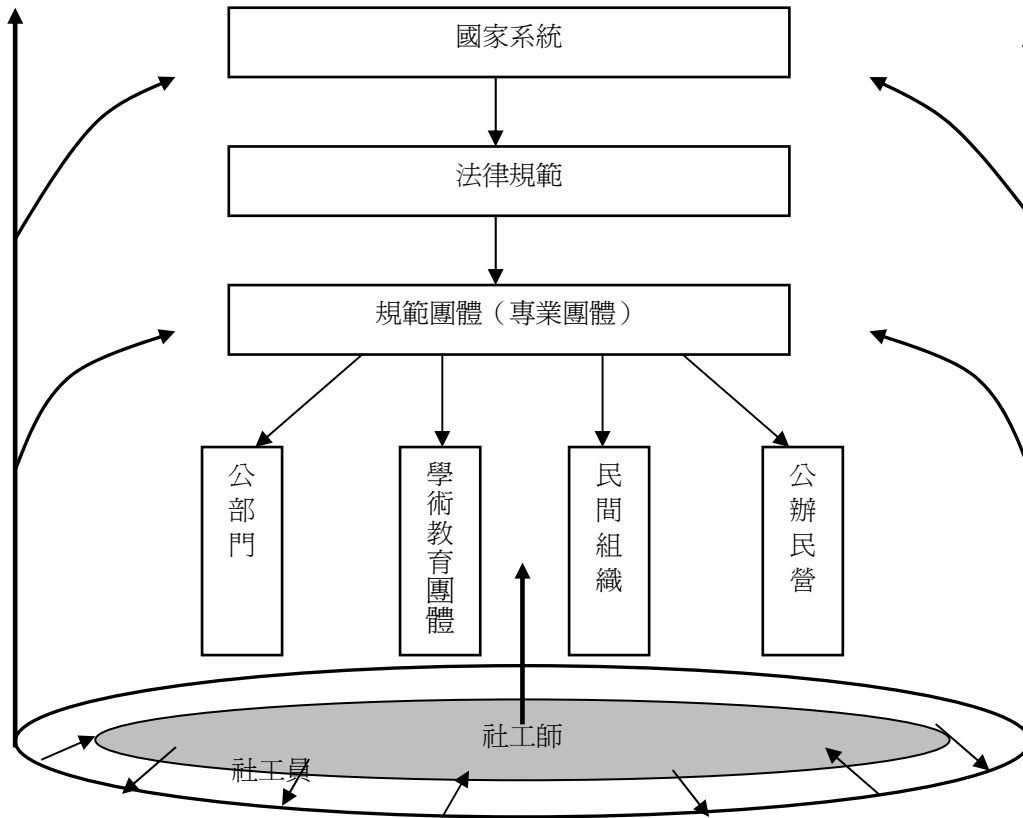 國家系統
法律規範
規範團體（專業團體）
公部門
學術教育團體
民間組織
公辦民營
社工師
社工員